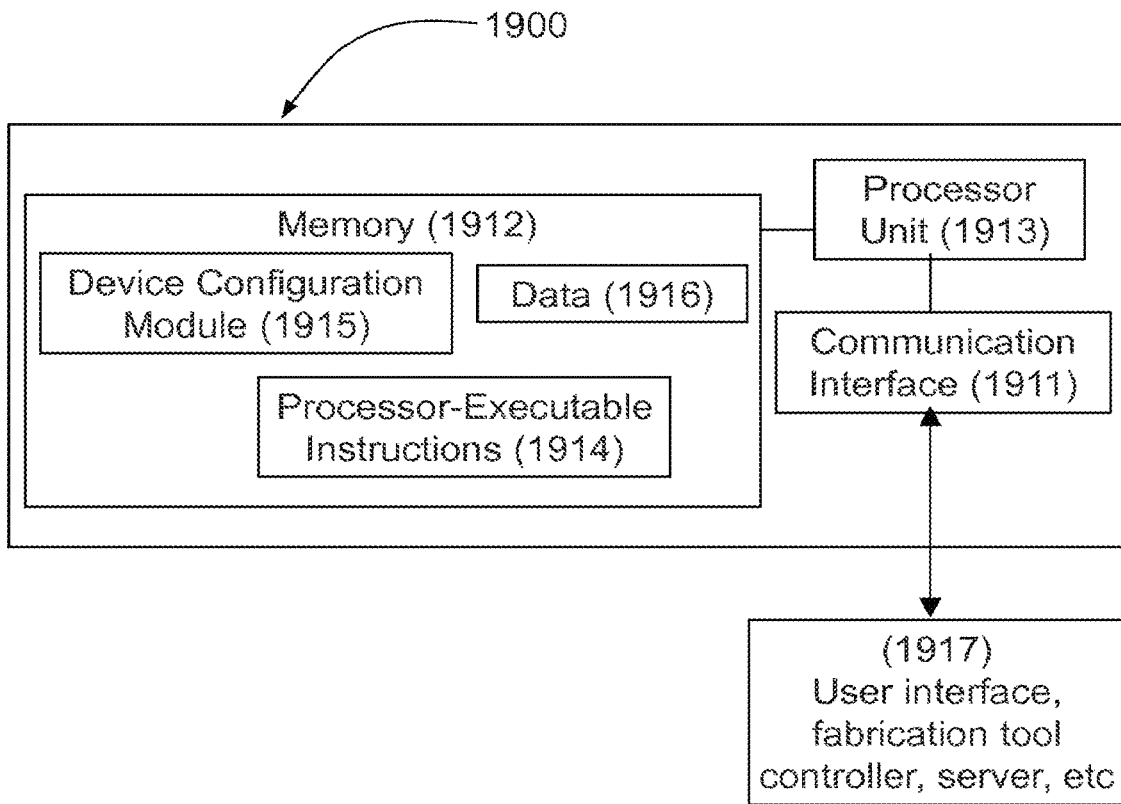 1900
Memory (1912)
Device Configuration
Module (1915)
Data (1916)
Processor-Executable
Instructions (1914)
Processor
Unit (1913)
Communication
Interface (1911)
(1917)
User interface,
fabrication tool
controller, server, etc